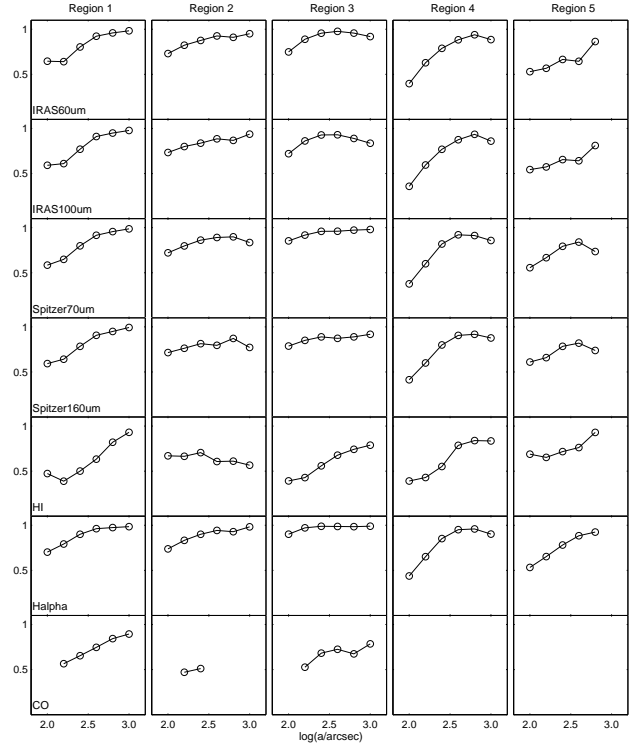 Region 1 Region 2 Region 3 Region 4 Region 5
1
0.5
IRAS60um
1
0.5
IRAS100um
1
0.5
Spitzer70um
1
0.5
Spitzer160um
1
0.5
HI
1
0.5
Halpha
1
0.5
CO
2.0 2.5 3.0 2.0 2.5 3.0 2.0 2.5 3.0 2.0 2.5 3.0 2.0 2.5 3.0
log(a/arcsec)